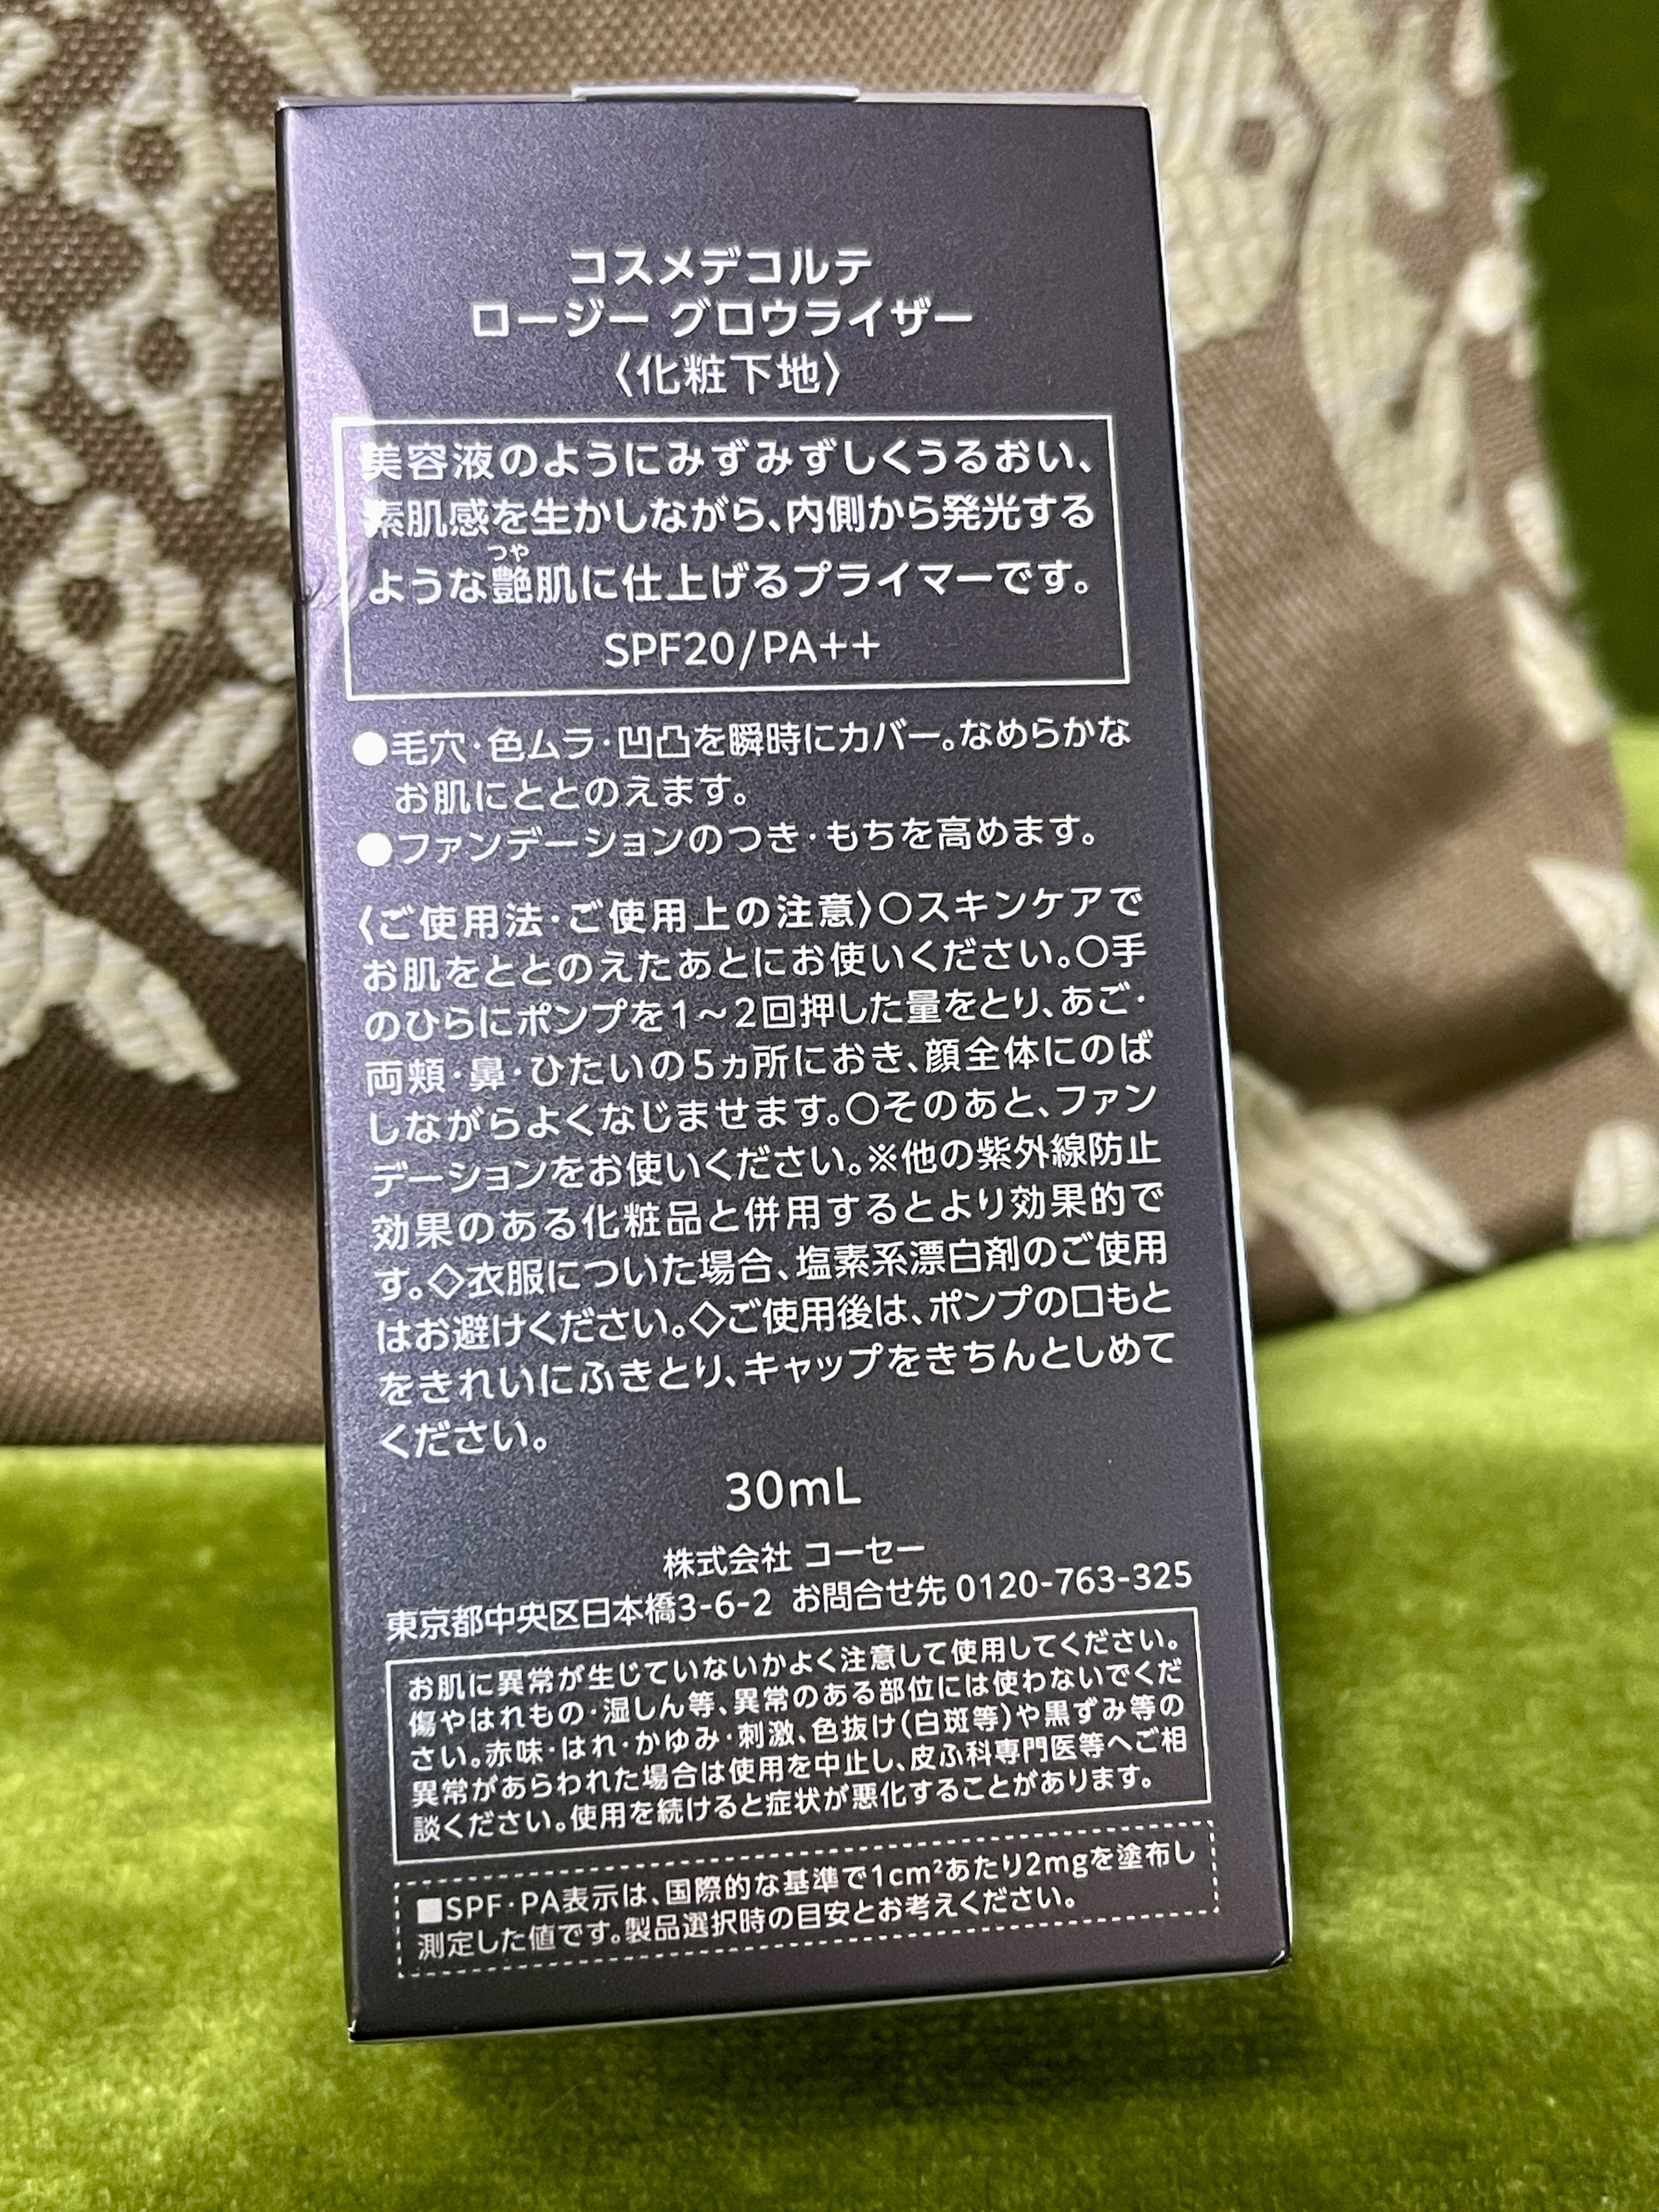 コスメデコルテ
ロージー グロウライザー
〈化粧下地〉
美容液のようにみずみずしくうるおい、
素肌感を生かしながら、内側から発光する
つや
ような艶肌に仕上げるプライマーです。
SPF20/PA++
●毛穴・色ムラ・凹凸を瞬時にカバー。なめらかな
お肌にととのえます。
●ファンデーションのつき・もちを高めます。
〈ご使用法・ご使用上の注意〉○スキンケアで
お肌をととのえたあとにお使いください。○手
のひらにポンプを1～2回押した量をとり、あご・
両頬・鼻・ひたいの5ヵ所におき、顔全体にのば
しながらよくなじませます。○そのあと、ファン
デーションをお使いください。※他の紫外線防止
効果のある化粧品と併用するとより効果的で
す。◇衣服についた場合、塩素系漂白剤のご使用
はお避けください。◇ご使用後は、ポンプの口もと
をきれいにふきとり、キャップをきちんとしめて
ください。
30mL
株式会社 コーセー
東京都中央区日本橋3-6-2 お問合せ先 0120-763-325
お肌に異常が生じていないかよく注意して使用してください。
傷やはれもの・湿しん等、異常のある部位には使わないでくだ
さい。赤味・はれ・かゆみ・刺激、色抜け(白斑等)や黒ずみ等の
異常があらわれた場合は使用を中止し、皮ふ科専門医等へご相
談ください。使用を続けると症状が悪化することがあります。
■SPF・PA表示は、国際的な基準で1cm²あたり2mgを塗布し
測定した値です。製品選択時の目安とお考えください。